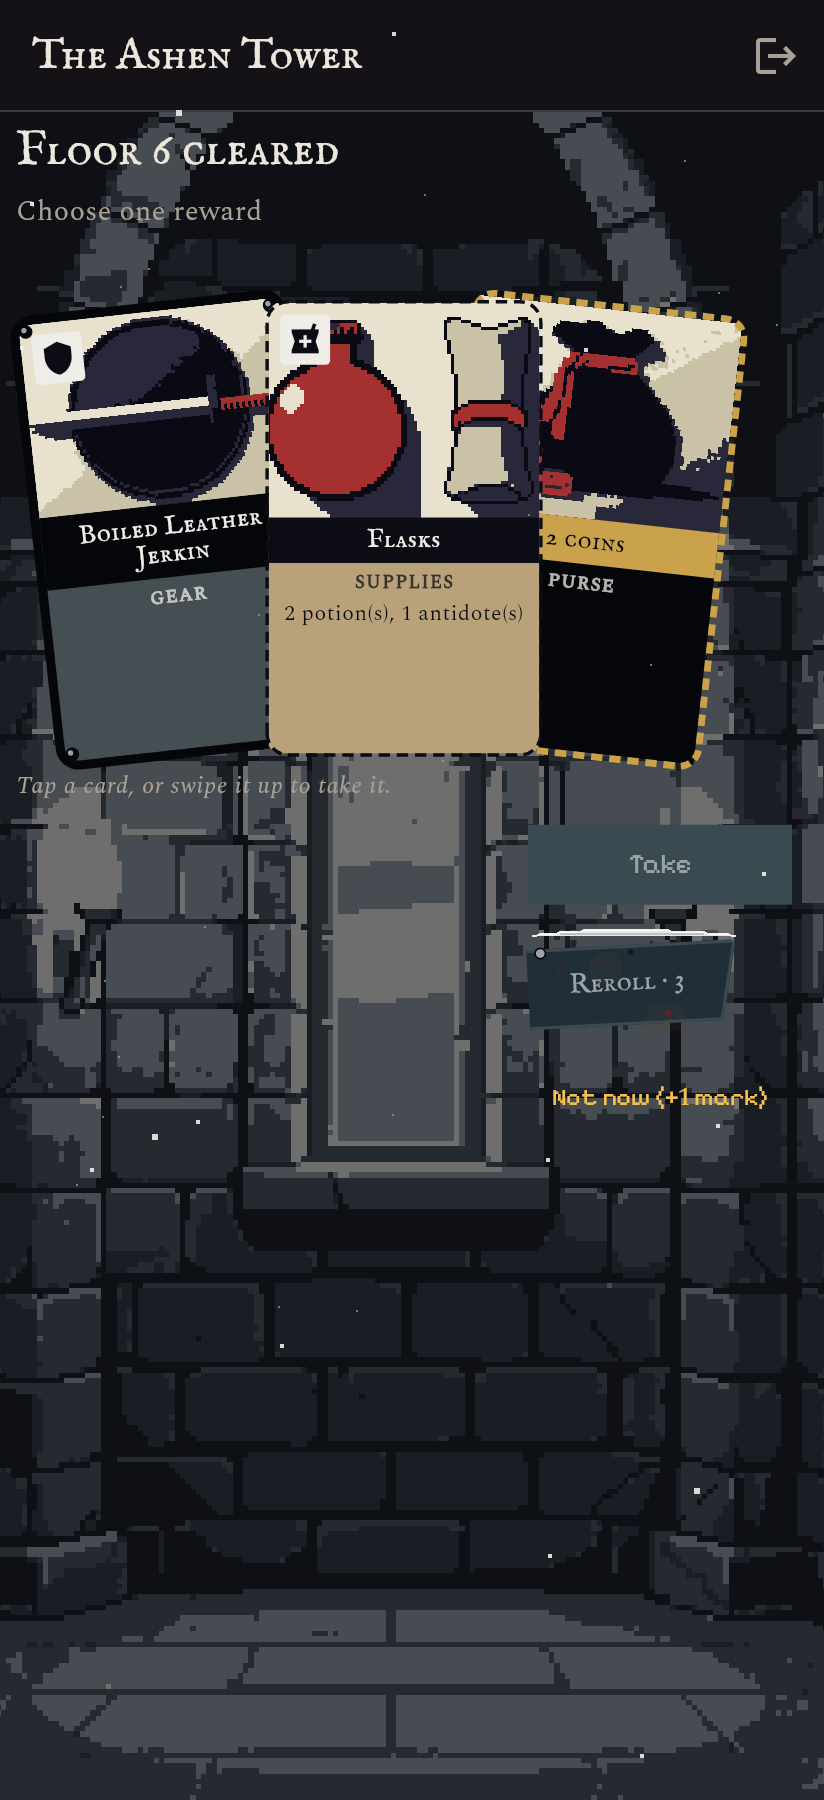 The Ashen Tower
Floor 6 cleared
Choose one reward
Boiled Leather
Jerkin
GEAR
Flasks
SUPPLIES
2 potion(s), 1 antidote(s)
2 coins
PURSE
Tap a card, or swipe it up to take it.
Take
Reroll · 3
Not now (+1 mark)